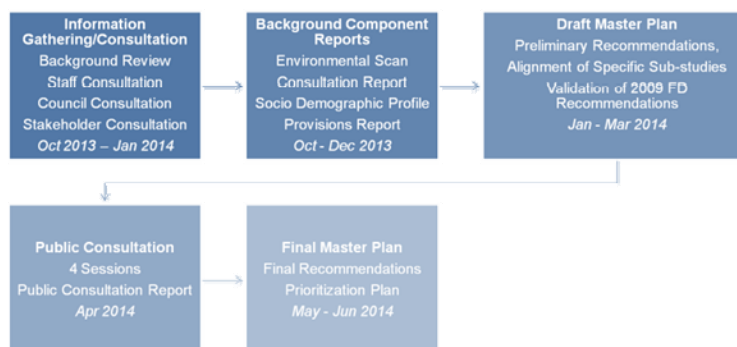 Information
Gathering/Consultation
Background Review
Staff Consultation
Council Consultation
Stakeholder Consultation
Oct 2013 – Jan 2014
Background Component
Reports
Environmental Scan
Consultation Report
Socio Demographic Profile
Provisions Report
Oct - Dec 2013
Draft Master Plan
Preliminary Recommendations,
Alignment of Specific Sub-studies
Validation of 2009 FD
Recommendations
Jan - Mar 2014
Public Consultation
4 Sessions
Public Consultation Report
Apr 2014
Final Master Plan
Final Recommendations
Prioritization Plan
May - Jun 2014